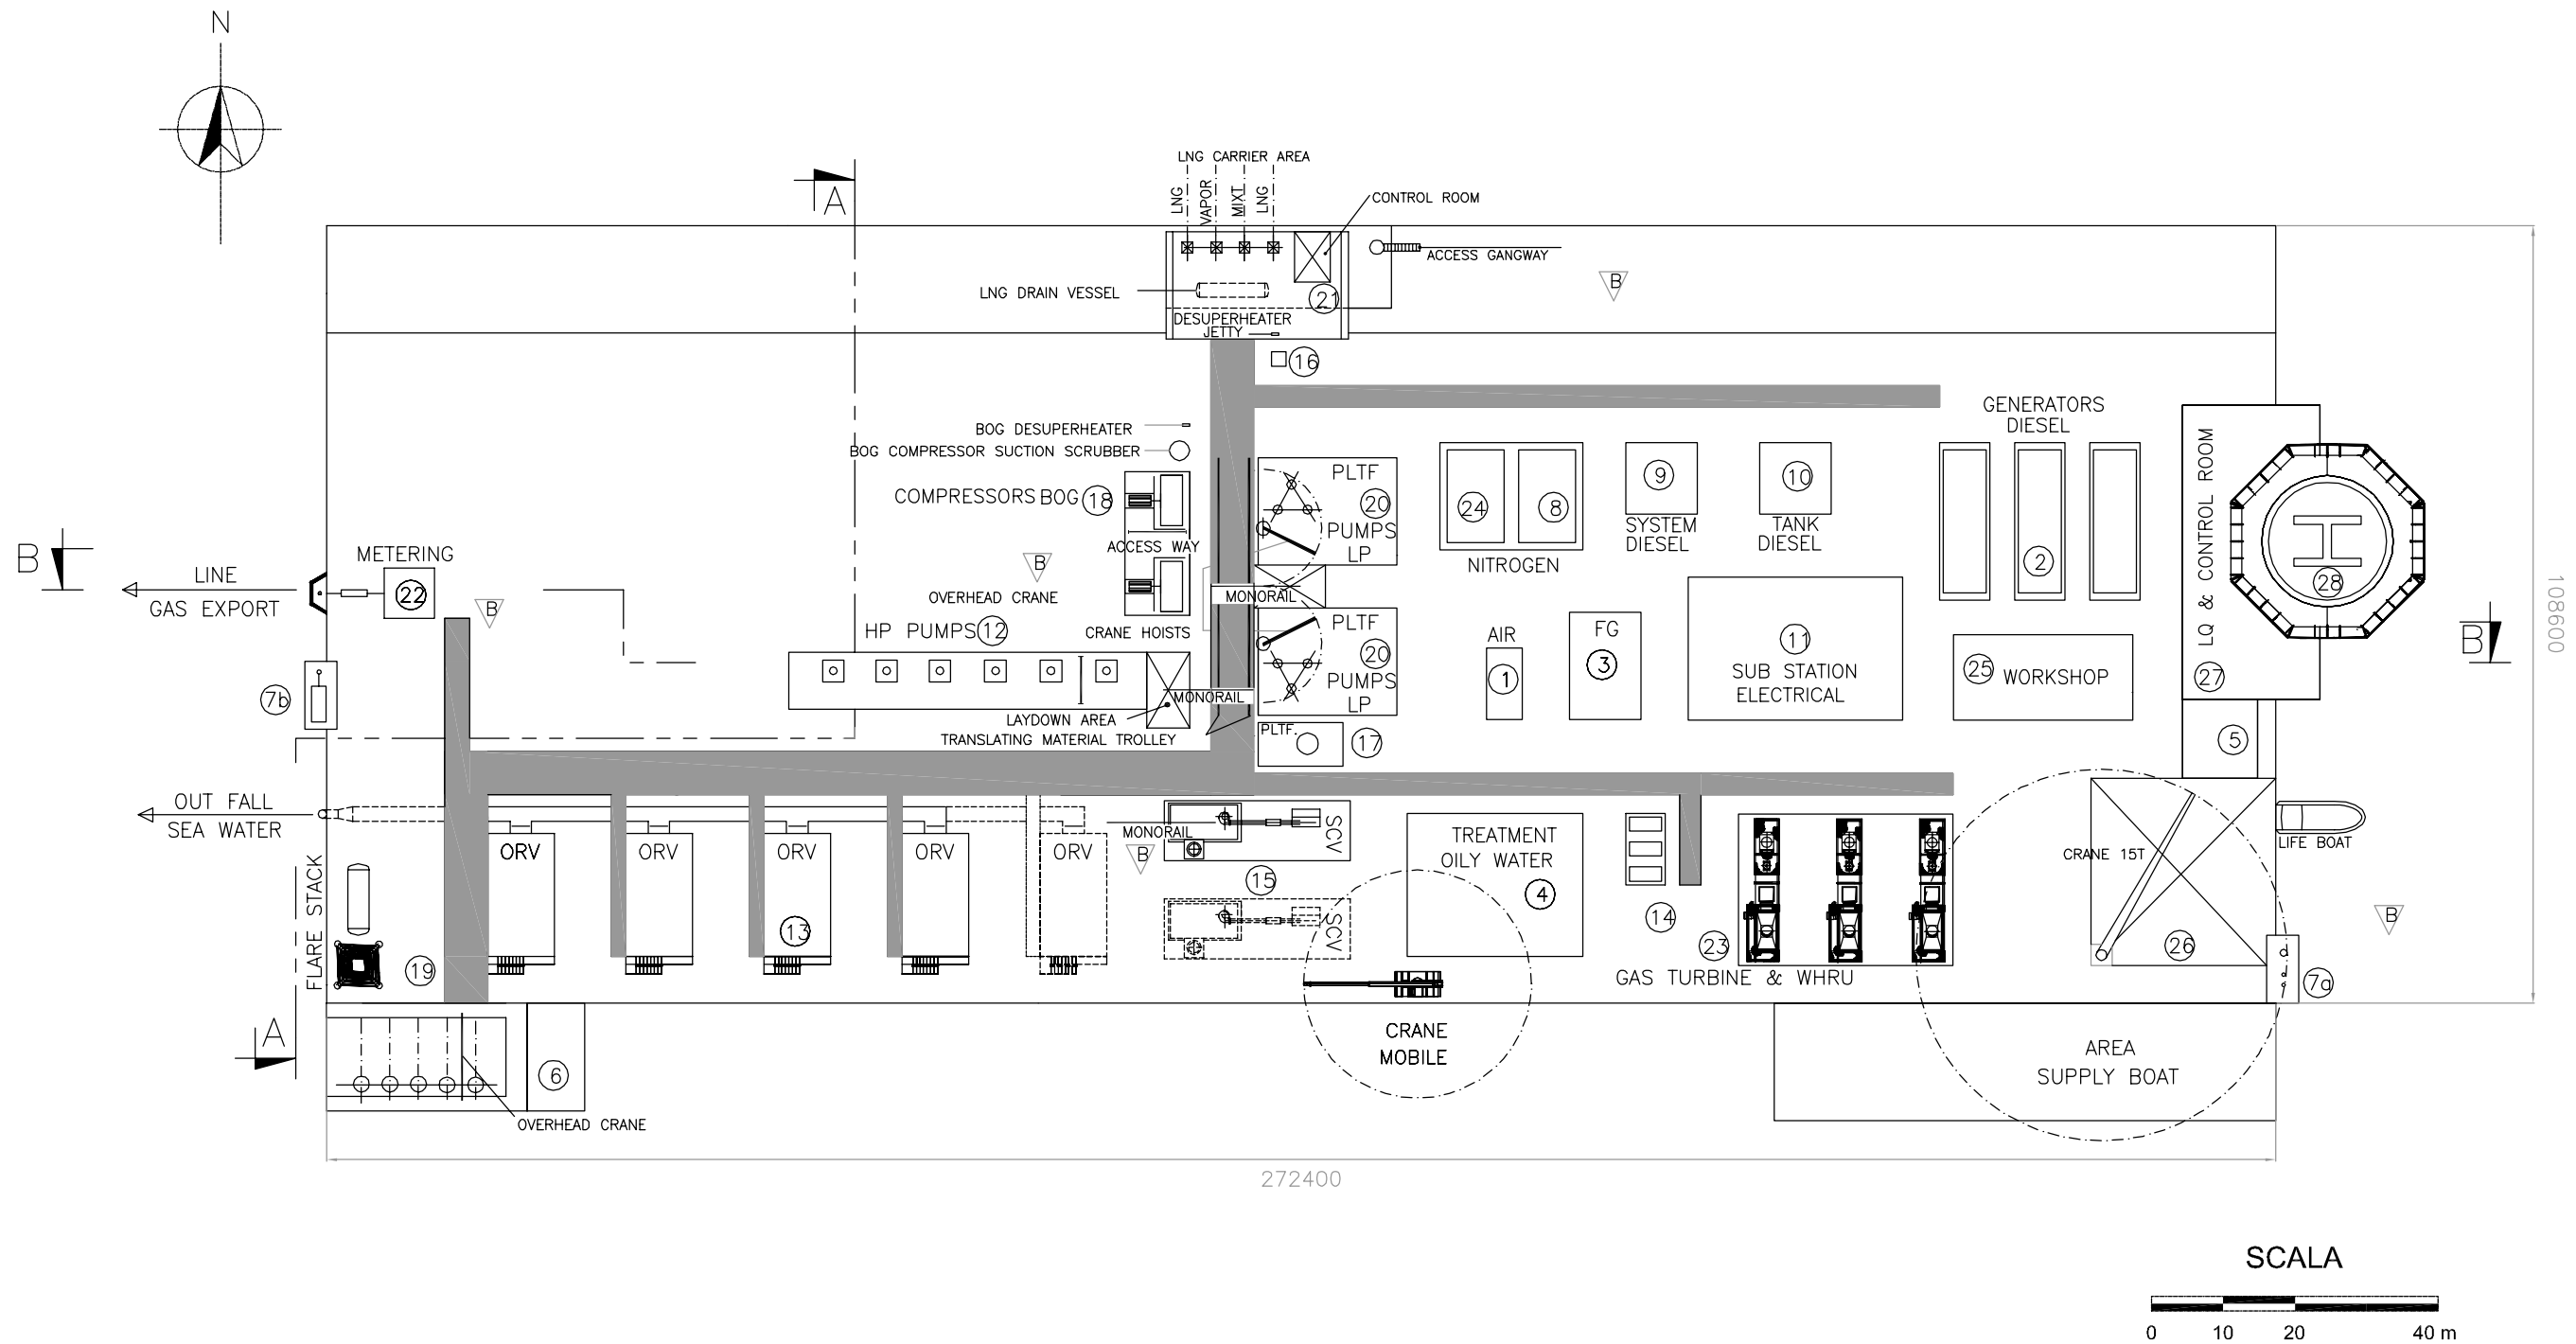 N
LNG CARRIER AREA
LNG
VAPOR
MIXT
LNG
CONTROL ROOM
A
ACCESS GANGWAY
B
LNG DRAIN VESSEL
21
DESUPERHEATER
JETTY
16
GENERATORS
DIESEL
BOG DESUPERHEATER
BOG COMPRESSOR SUCTION SCRUBBER
COMPRESSORS BOG 18
ACCESS WAY
PLTF
20
PUMPS
LP
24
8
NITROGEN
9
SYSTEM
DIESEL
10
TANK
DIESEL
2
LQ & CONTROL ROOM
28
B
METERING
LINE
GAS EXPORT
22
B
B
OVERHEAD CRANE
MONORAIL
HP PUMPS 12
CRANE HOISTS
PLTF
20
PUMPS
LP
AIR
1
FG
3
11
SUB STATION
ELECTRICAL
25 WORKSHOP
27
B
108600
7b
MONORAIL
LAYDOWN AREA
TRANSLATING MATERIAL TROLLEY
PLTF.
17
5
OUT FALL
SEA WATER
ORV
ORV
ORV
ORV
ORV
MONORAIL
B
SCV
15
SCV
TREATMENT
OILY WATER
4
14
23
GAS TURBINE & WHRU
CRANE 15T
LIFE BOAT
B
26
7a
FLARE STACK
19
13
A
6
OVERHEAD CRANE
CRANE
MOBILE
AREA
SUPPLY BOAT
272400
SCALA
0 10 20 40 m